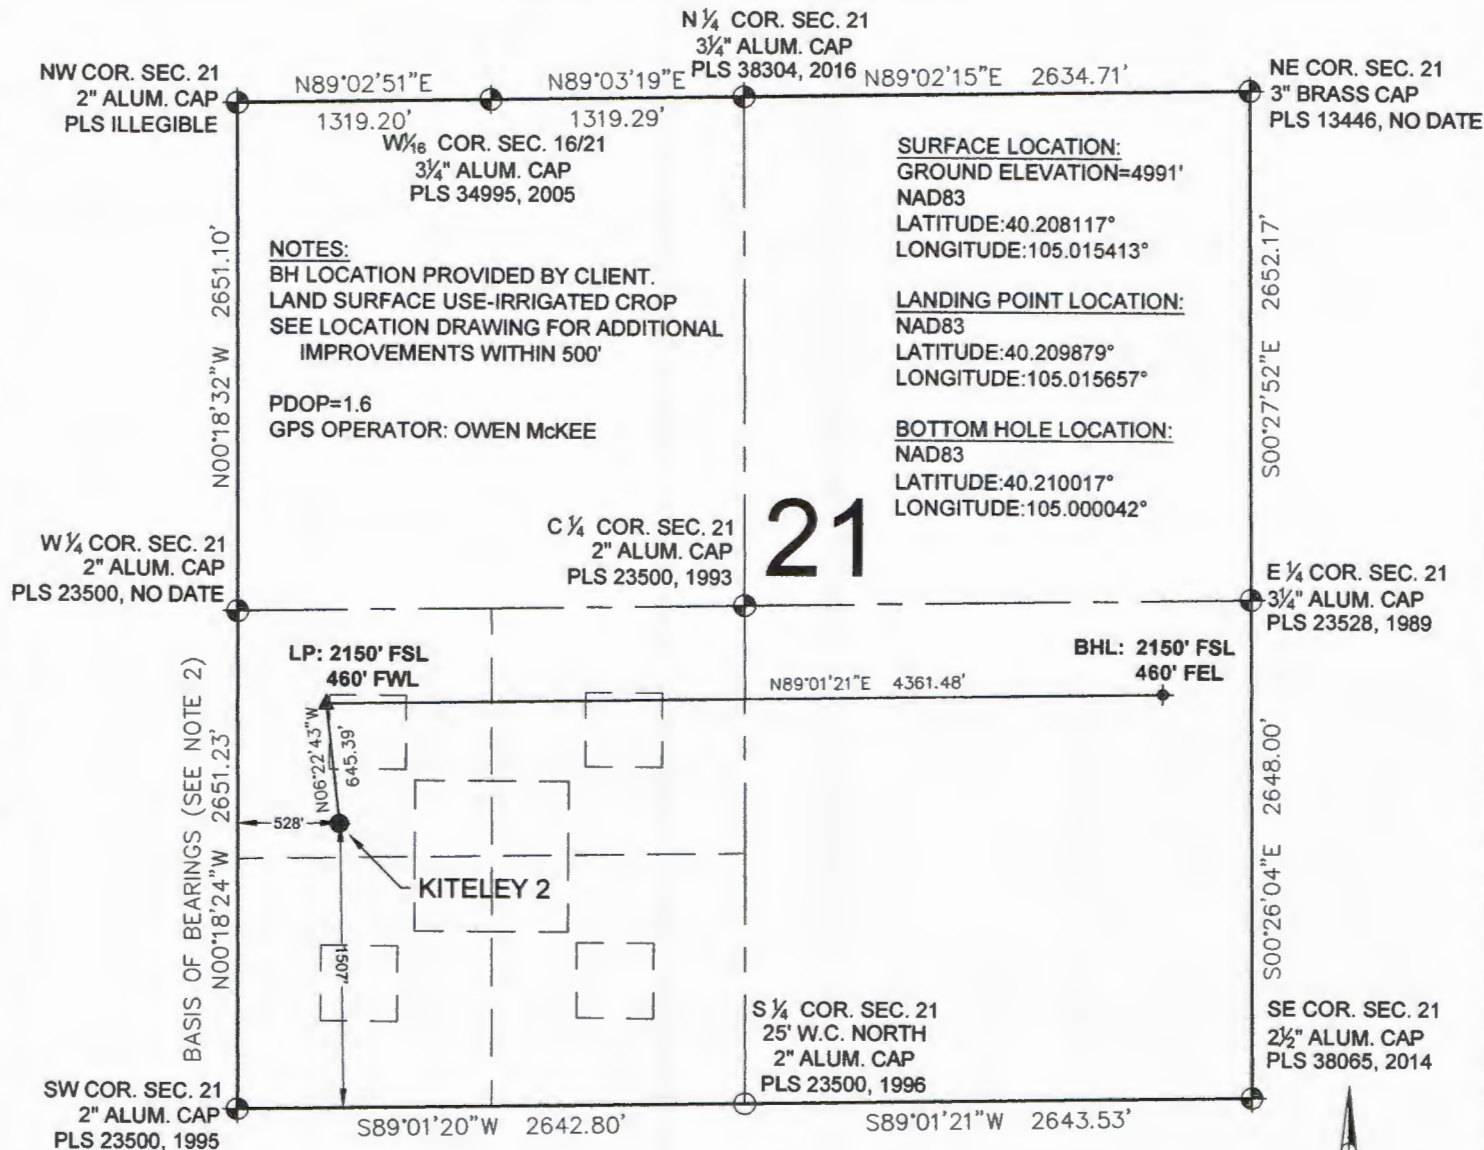 N ¼ COR. SEC. 21
3¼" ALUM. CAP
PLS 38304, 2016
NW COR. SEC. 21
2" ALUM. CAP
PLS ILLEGIBLE
N89°02'51"E
1319.20'
N89°03'19"E
1319.29'
N89°02'15"E 2634.71'
NE COR. SEC. 21
3" BRASS CAP
PLS 13446, NO DATE
W1⁄16 COR. SEC. 16/21
3¼" ALUM. CAP
PLS 34995, 2005
SURFACE LOCATION:
GROUND ELEVATION=4991'
NAD83
LATITUDE:40.208117°
LONGITUDE:105.015413°
LANDING POINT LOCATION:
NAD83
LATITUDE:40.209879°
LONGITUDE:105.015657°
BOTTOM HOLE LOCATION:
NAD83
LATITUDE:40.210017°
LONGITUDE:105.000042°
NOTES:
BH LOCATION PROVIDED BY CLIENT.
LAND SURFACE USE-IRRIGATED CROP
SEE LOCATION DRAWING FOR ADDITIONAL
IMPROVEMENTS WITHIN 500'
PDOP=1.6
GPS OPERATOR: OWEN McKEE
N00°18'32"W 2651.10'
S00°27'52"E 2652.17'
W ¼ COR. SEC. 21
2" ALUM. CAP
PLS 23500, NO DATE
C ¼ COR. SEC. 21
2" ALUM. CAP
PLS 23500, 1993
21
E ¼ COR. SEC. 21
3¼" ALUM. CAP
PLS 23528, 1989
LP: 2150' FSL
460' FWL
BHL: 2150' FSL
460' FEL
N89°01'21"E 4361.48'
N06°22'43"W
645.39'
528'
KITELEY 2
1507'
BASIS OF BEARINGS (SEE NOTE 2)
N00°18'24"W 2651.23'
S00°26'04"E 2648.00'
S ¼ COR. SEC. 21
25' W.C. NORTH
2" ALUM. CAP
PLS 23500, 1996
SE COR. SEC. 21
2½" ALUM. CAP
PLS 38065, 2014
SW COR. SEC. 21
2" ALUM. CAP
PLS 23500, 1995
S89°01'20"W 2642.80'
S89°01'21"W 2643.53'